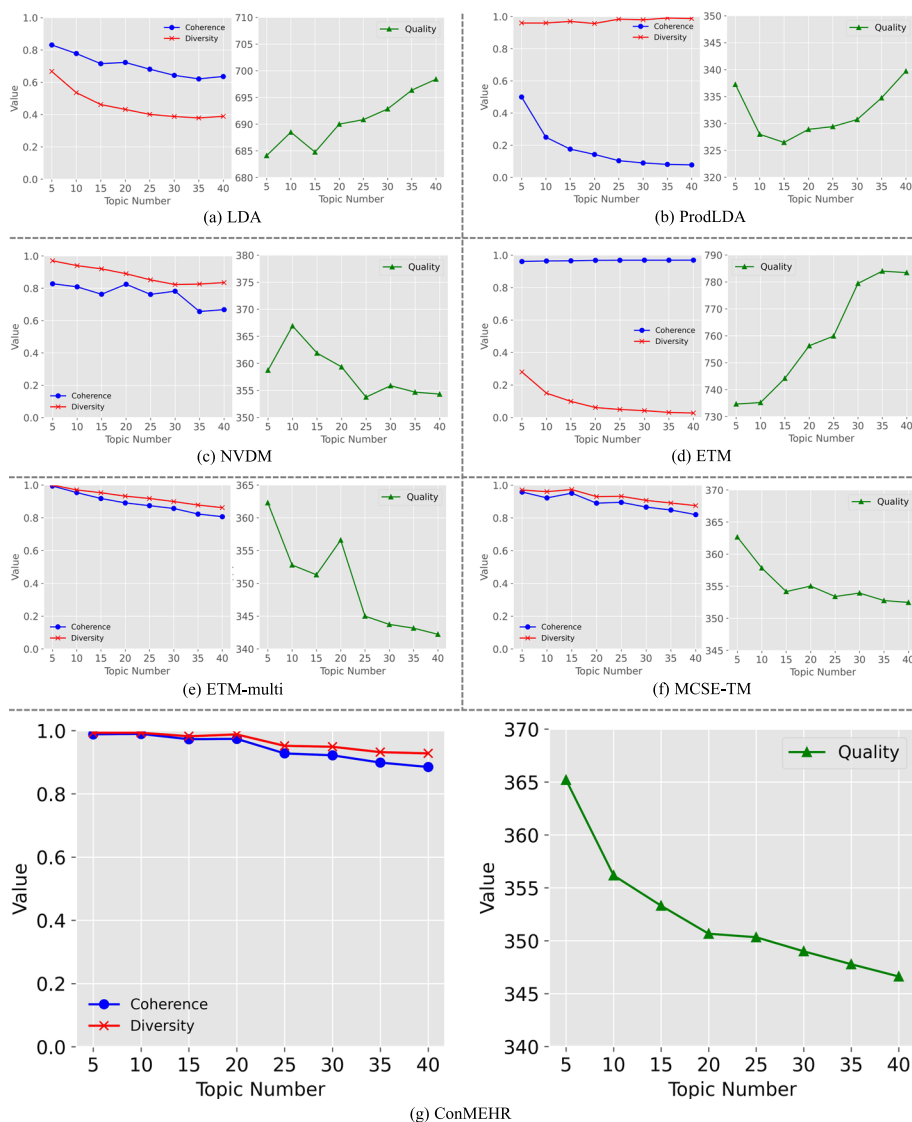 Coherence
Diversity
Value
1.0
0.8
0.6
0.4
0.2
0.0
5 10 15 20 25 30 35 40
Topic Number
Quality
710
705
700
695
690
685
680
5 10 15 20 25 30 35 40
Topic Number
(a) LDA
Coherence
Diversity
Value
1.0
0.8
0.6
0.4
0.2
0.0
5 10 15 20 25 30 35 40
Topic Number
Quality
350
345
340
335
330
325
320
5 10 15 20 25 30 35 40
Topic Number
(b) ProdLDA
Value
1.0
0.8
0.6
0.4
0.2
0.0
Coherence
Diversity
5 10 15 20 25 30 35 40
Topic Number
Quality
380
375
370
365
360
355
350
5 10 15 20 25 30 35 40
Topic Number
(c) NVDM
Value
1.0
0.8
0.6
0.4
0.2
0.0
Coherence
Diversity
5 10 15 20 25 30 35 40
Topic Number
Quality
790
780
770
760
750
740
730
5 10 15 20 25 30 35 40
Topic Number
(d) ETM
Value
1.0
0.8
0.6
0.4
0.2
0.0
Coherence
Diversity
5 10 15 20 25 30 35 40
Topic Number
Quality
365
360
355
350
345
340
5 10 15 20 25 30 35 40
Topic Number
(e) ETM-multi
Value
1.0
0.8
0.6
0.4
0.2
0.0
Coherence
Diversity
5 10 15 20 25 30 35 40
Topic Number
Quality
370
365
360
355
350
345
5 10 15 20 25 30 35 40
Topic Number
(f) MCSE-TM
Value
1.0
0.8
0.6
0.4
0.2
0.0
Coherence
Diversity
5 10 15 20 25 30 35 40
Topic Number
Quality
Value
370
365
360
355
350
345
340
5 10 15 20 25 30 35 40
Topic Number
(g) ConMEHR